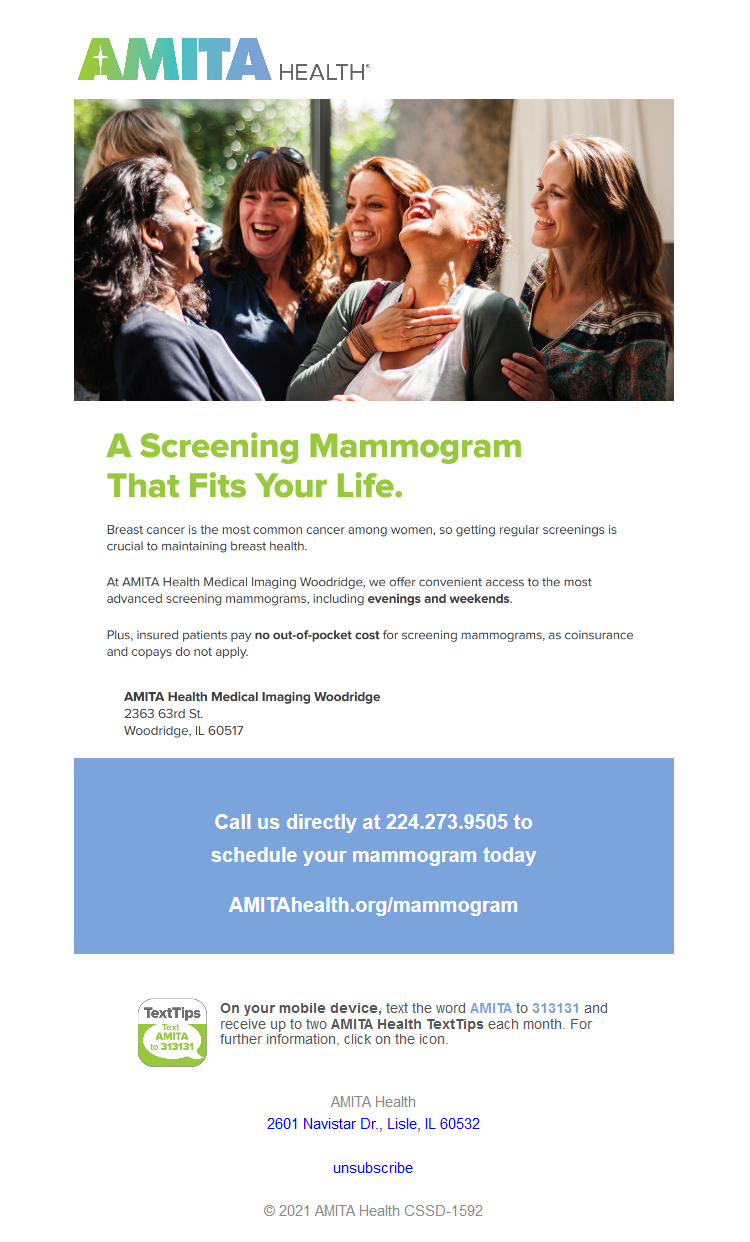 AMITA HEALTH®
A Screening Mammogram
That Fits Your Life.
Breast cancer is the most common cancer among women, so getting regular screenings is
crucial to maintaining breast health.
At AMITA Health Medical Imaging Woodridge, we offer convenient access to the most
advanced screening mammograms, including evenings and weekends.
Plus, insured patients pay no out-of-pocket cost for screening mammograms, as coinsurance
and copays do not apply.
AMITA Health Medical Imaging Woodridge
2363 63rd St.
Woodridge, IL 60517
Call us directly at 224.273.9505 to
schedule your mammogram today
AMITAhealth.org/mammogram
TextTips
Text
AMITA
to 313131
On your mobile device, text the word AMITA to 313131 and
receive up to two AMITA Health TextTips each month. For
further information, click on the icon.
AMITA Health
2601 Navistar Dr., Lisle, IL 60532
unsubscribe
© 2021 AMITA Health CSSD-1592